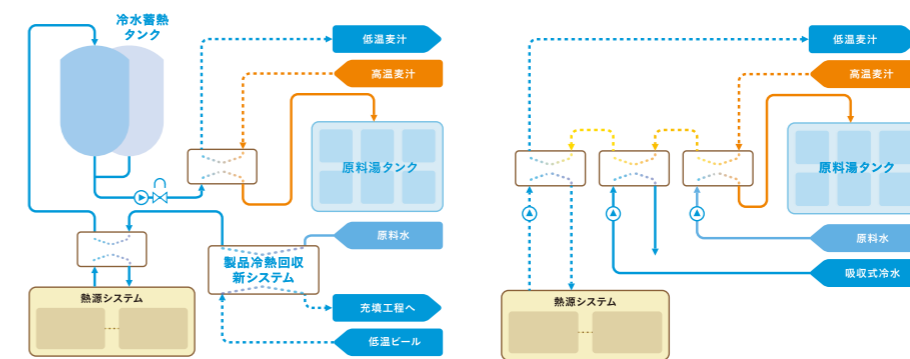 冷水蓄熱
タンク
低温麦汁
高温麦汁
原料湯タンク
原料水
製品冷熱回収
新システム
熱源システム
充填工程へ
低温ビール
低温麦汁
高温麦汁
原料湯タンク
原料水
吸収式冷水
熱源システム